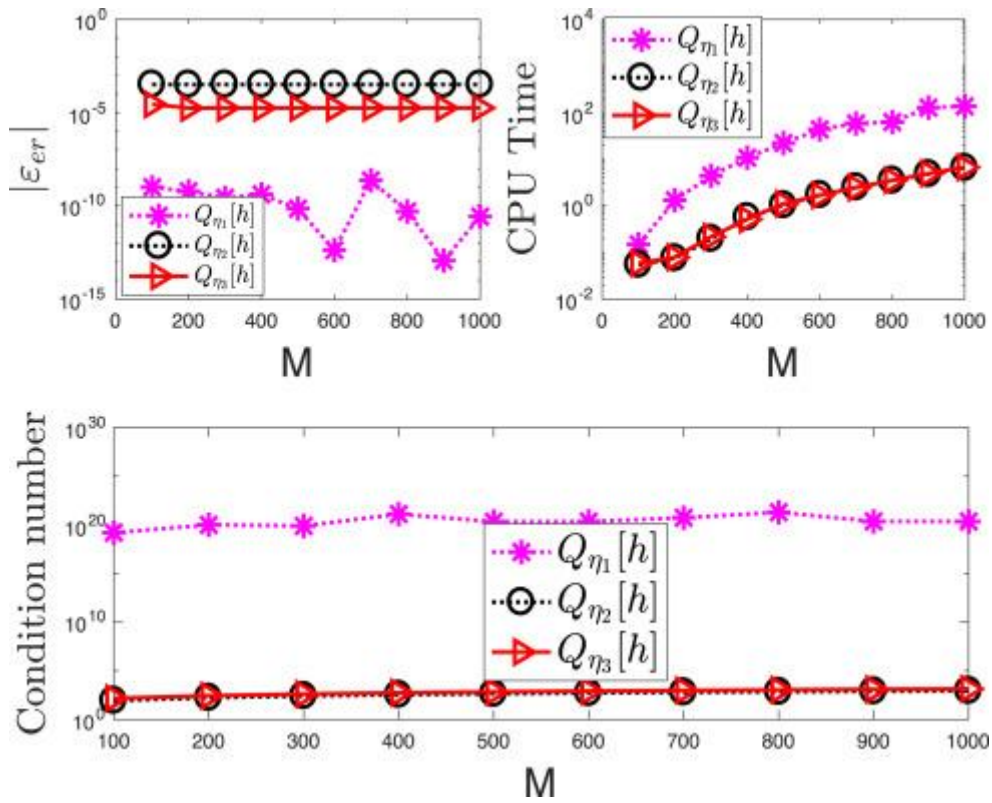 |ε_er|
10^0
10^-5
10^-10
10^-15
Q_η1[h]
Q_η2[h]
Q_η3[h]
0 200 400 600 800 1000
M
CPU Time
10^4
10^2
10^0
10^-2
Q_η1[h]
Q_η2[h]
Q_η3[h]
0 200 400 600 800 1000
M
Condition number
10^30
10^20
10^10
10^0
Q_η1[h]
Q_η2[h]
Q_η3[h]
100 200 300 400 500 600 700 800 900 1000
M